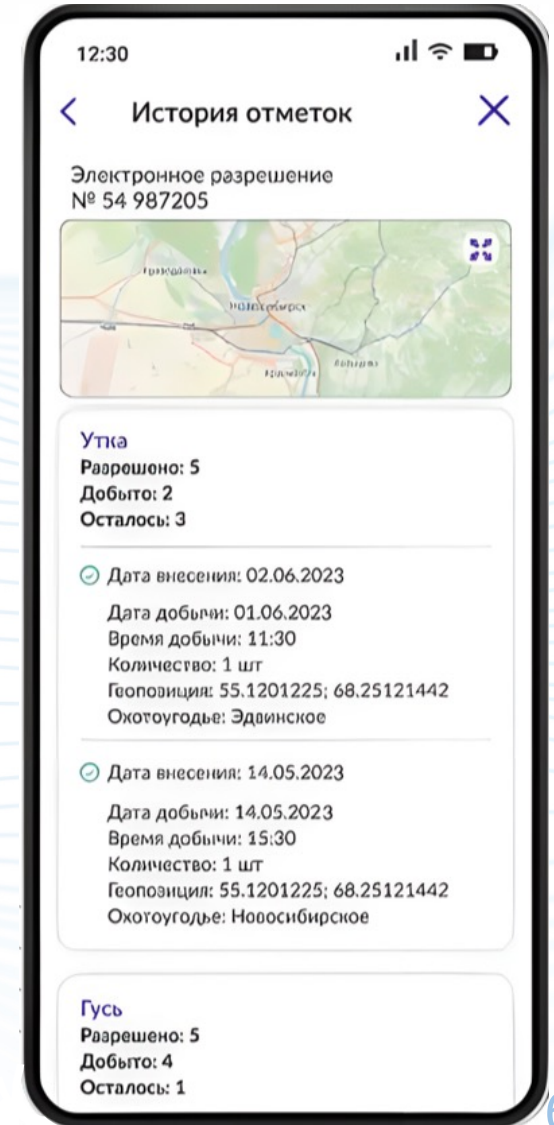 12:30
История отметок
Электронное разрешение
№ 54 987205
Новосибирск
Утка
Разрешено: 5
Добыто: 2
Осталось: 3
Дата внесения: 02.06.2023
Дата добычи: 01.06.2023
Время добычи: 11:30
Количество: 1 шт
Геопозиция: 55.1201225; 68.25121442
Охотоугодье: Эдвинское
Дата внесения: 14.05.2023
Дата добычи: 14.05.2023
Время добычи: 15:30
Количество: 1 шт
Геопозиция: 55.1201225; 68.25121442
Охотоугодье: Новосибирское
Гусь
Разрешено: 5
Добыто: 4
Осталось: 1